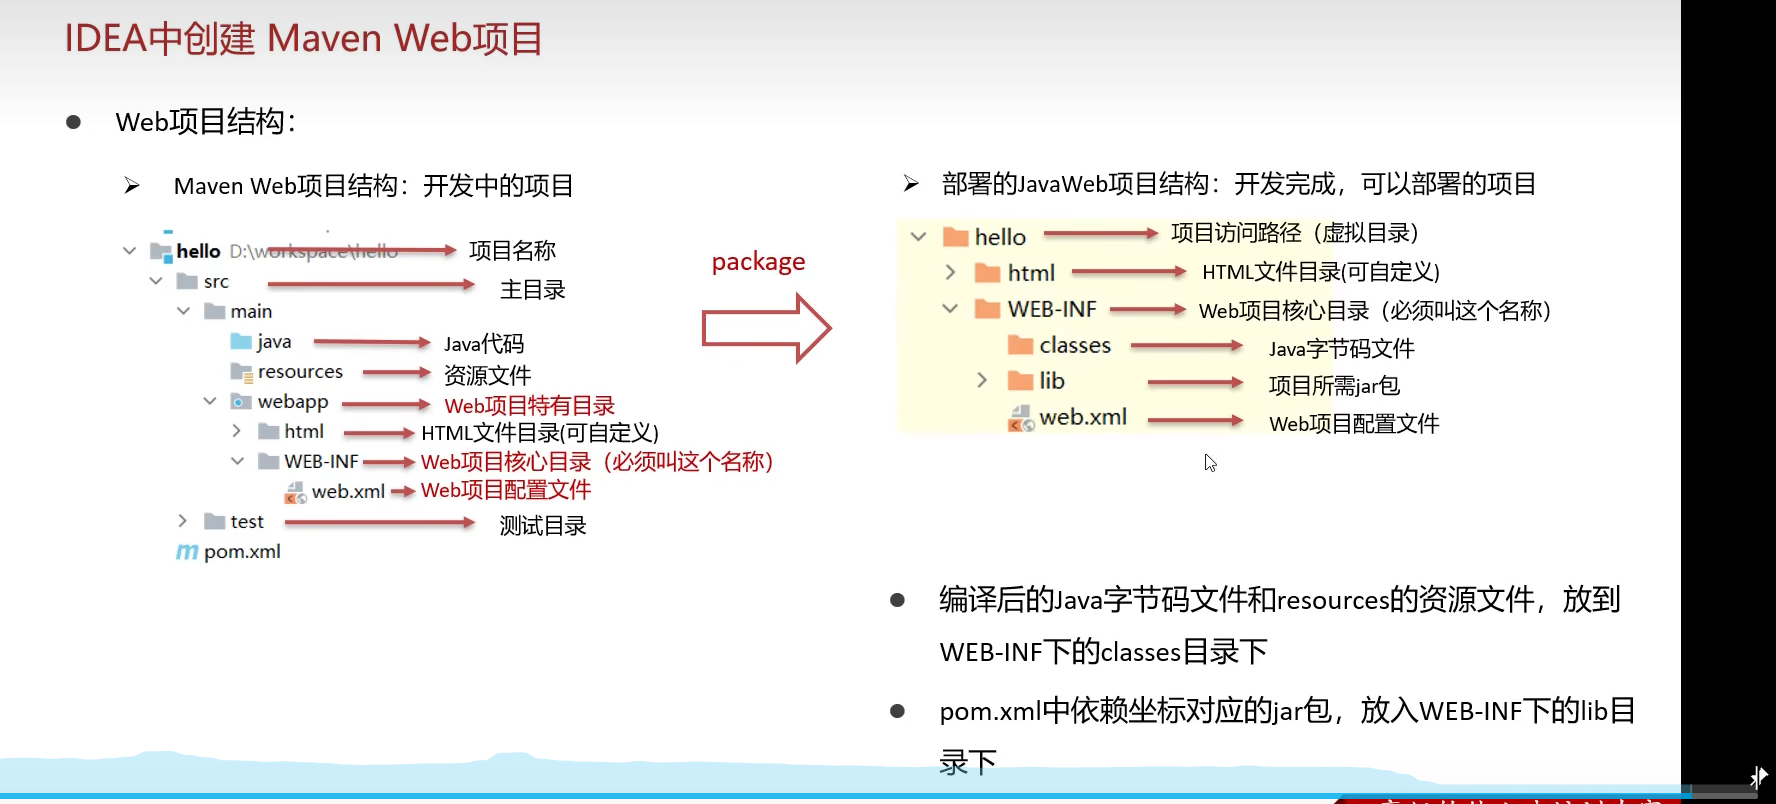 IDEA中创建 Maven Web项目
Web项目结构：
Maven Web项目结构：开发中的项目
hello D:\workspace\hello 项目名称
src 主目录
main
java Java代码
resources 资源文件
webapp Web项目特有目录
html HTML文件目录(可自定义)
WEB-INF Web项目核心目录（必须叫这个名称）
web.xml Web项目配置文件
test 测试目录
pom.xml
package
部署的JavaWeb项目结构：开发完成，可以部署的项目
hello 项目访问路径（虚拟目录）
html HTML文件目录(可自定义)
WEB-INF Web项目核心目录（必须叫这个名称）
classes Java字节码文件
lib 项目所需jar包
web.xml Web项目配置文件
编译后的Java字节码文件和resources的资源文件，放到
WEB-INF下的classes目录下
pom.xml中依赖坐标对应的jar包，放入WEB-INF下的lib目
录下